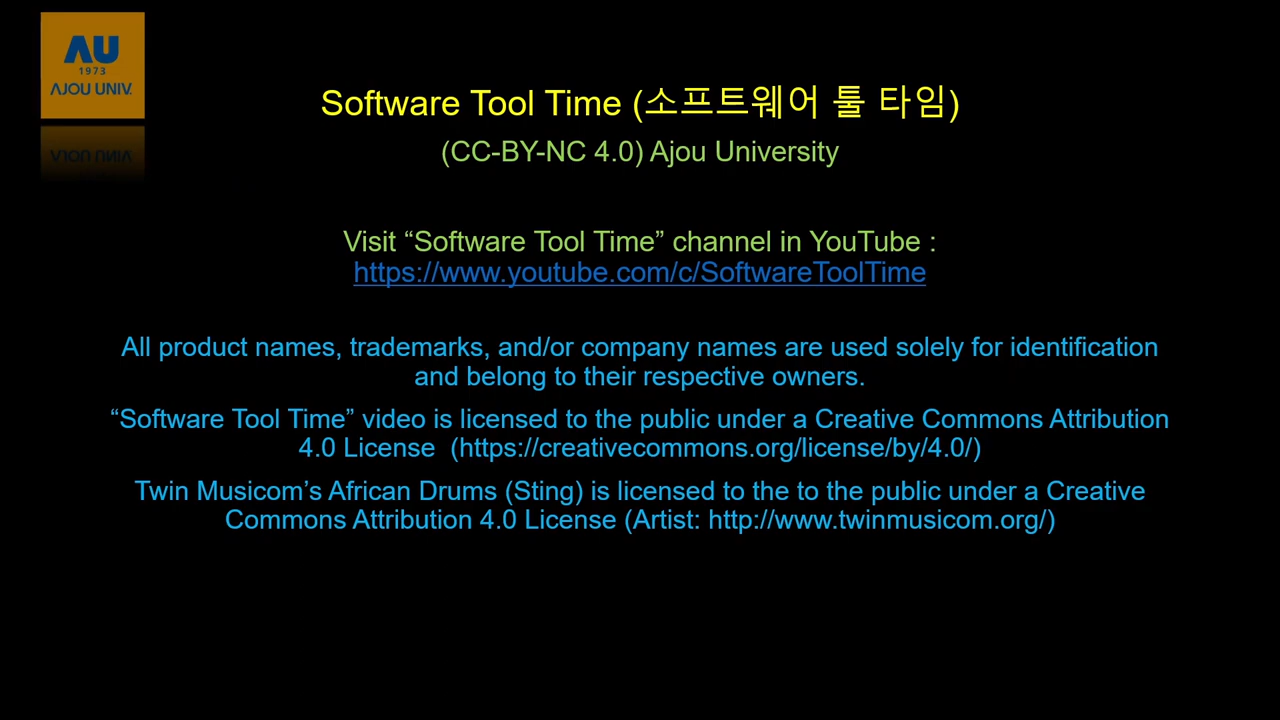 AU
1973
AJOU UNIV.
Software Tool Time (소프트웨어 툴 타임)
(CC-BY-NC 4.0) Ajou University
Visit “Software Tool Time” channel in YouTube :
https://www.youtube.com/c/SoftwareToolTime
All product names, trademarks, and/or company names are used solely for identification
and belong to their respective owners.
“Software Tool Time” video is licensed to the public under a Creative Commons Attribution
4.0 License  (https://creativecommons.org/license/by/4.0/)
Twin Musicom’s African Drums (Sting) is licensed to the to the public under a Creative
Commons Attribution 4.0 License (Artist: http://www.twinmusicom.org/)